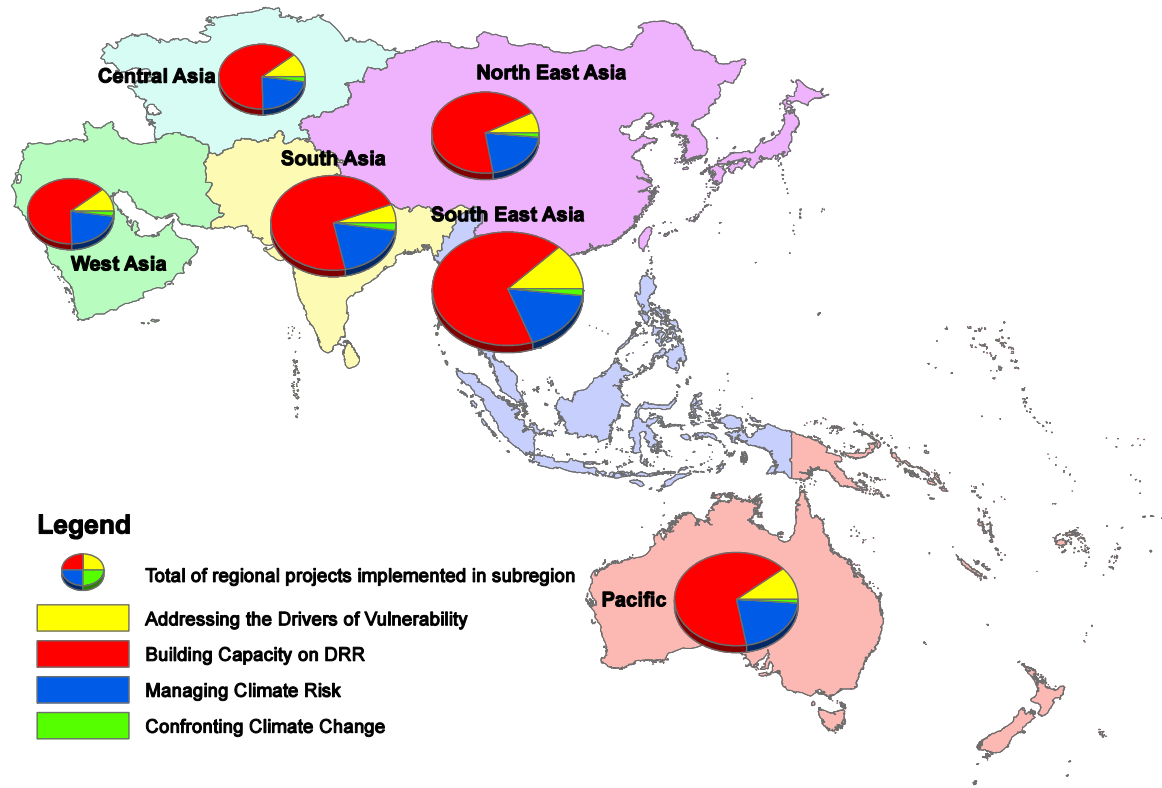 Central Asia
North East Asia
South Asia
South East Asia
West Asia
Legend
Total of regional projects implemented in subregion
Pacific
Addressing the Drivers of Vulnerability
Building Capacity on DRR
Managing Climate Risk
Confronting Climate Change